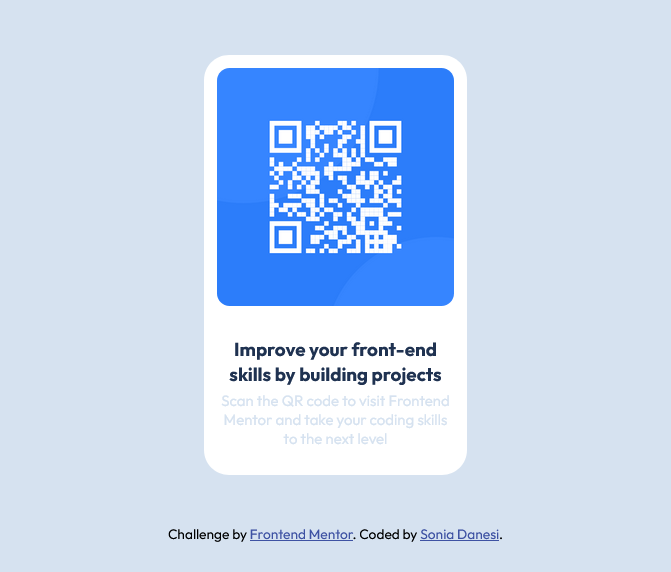 Improve your front-end
skills by building projects
Scan the QR code to visit Frontend
Mentor and take your coding skills
to the next level
Challenge by Frontend Mentor. Coded by Sonia Danesi.